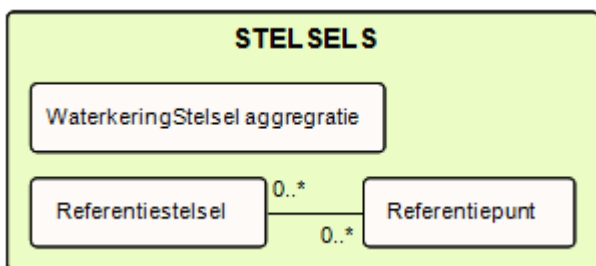 STELSELS
WaterkeringStelsel aggregratie
0..*
Referentiestelsel
Referentiepunt
0..*